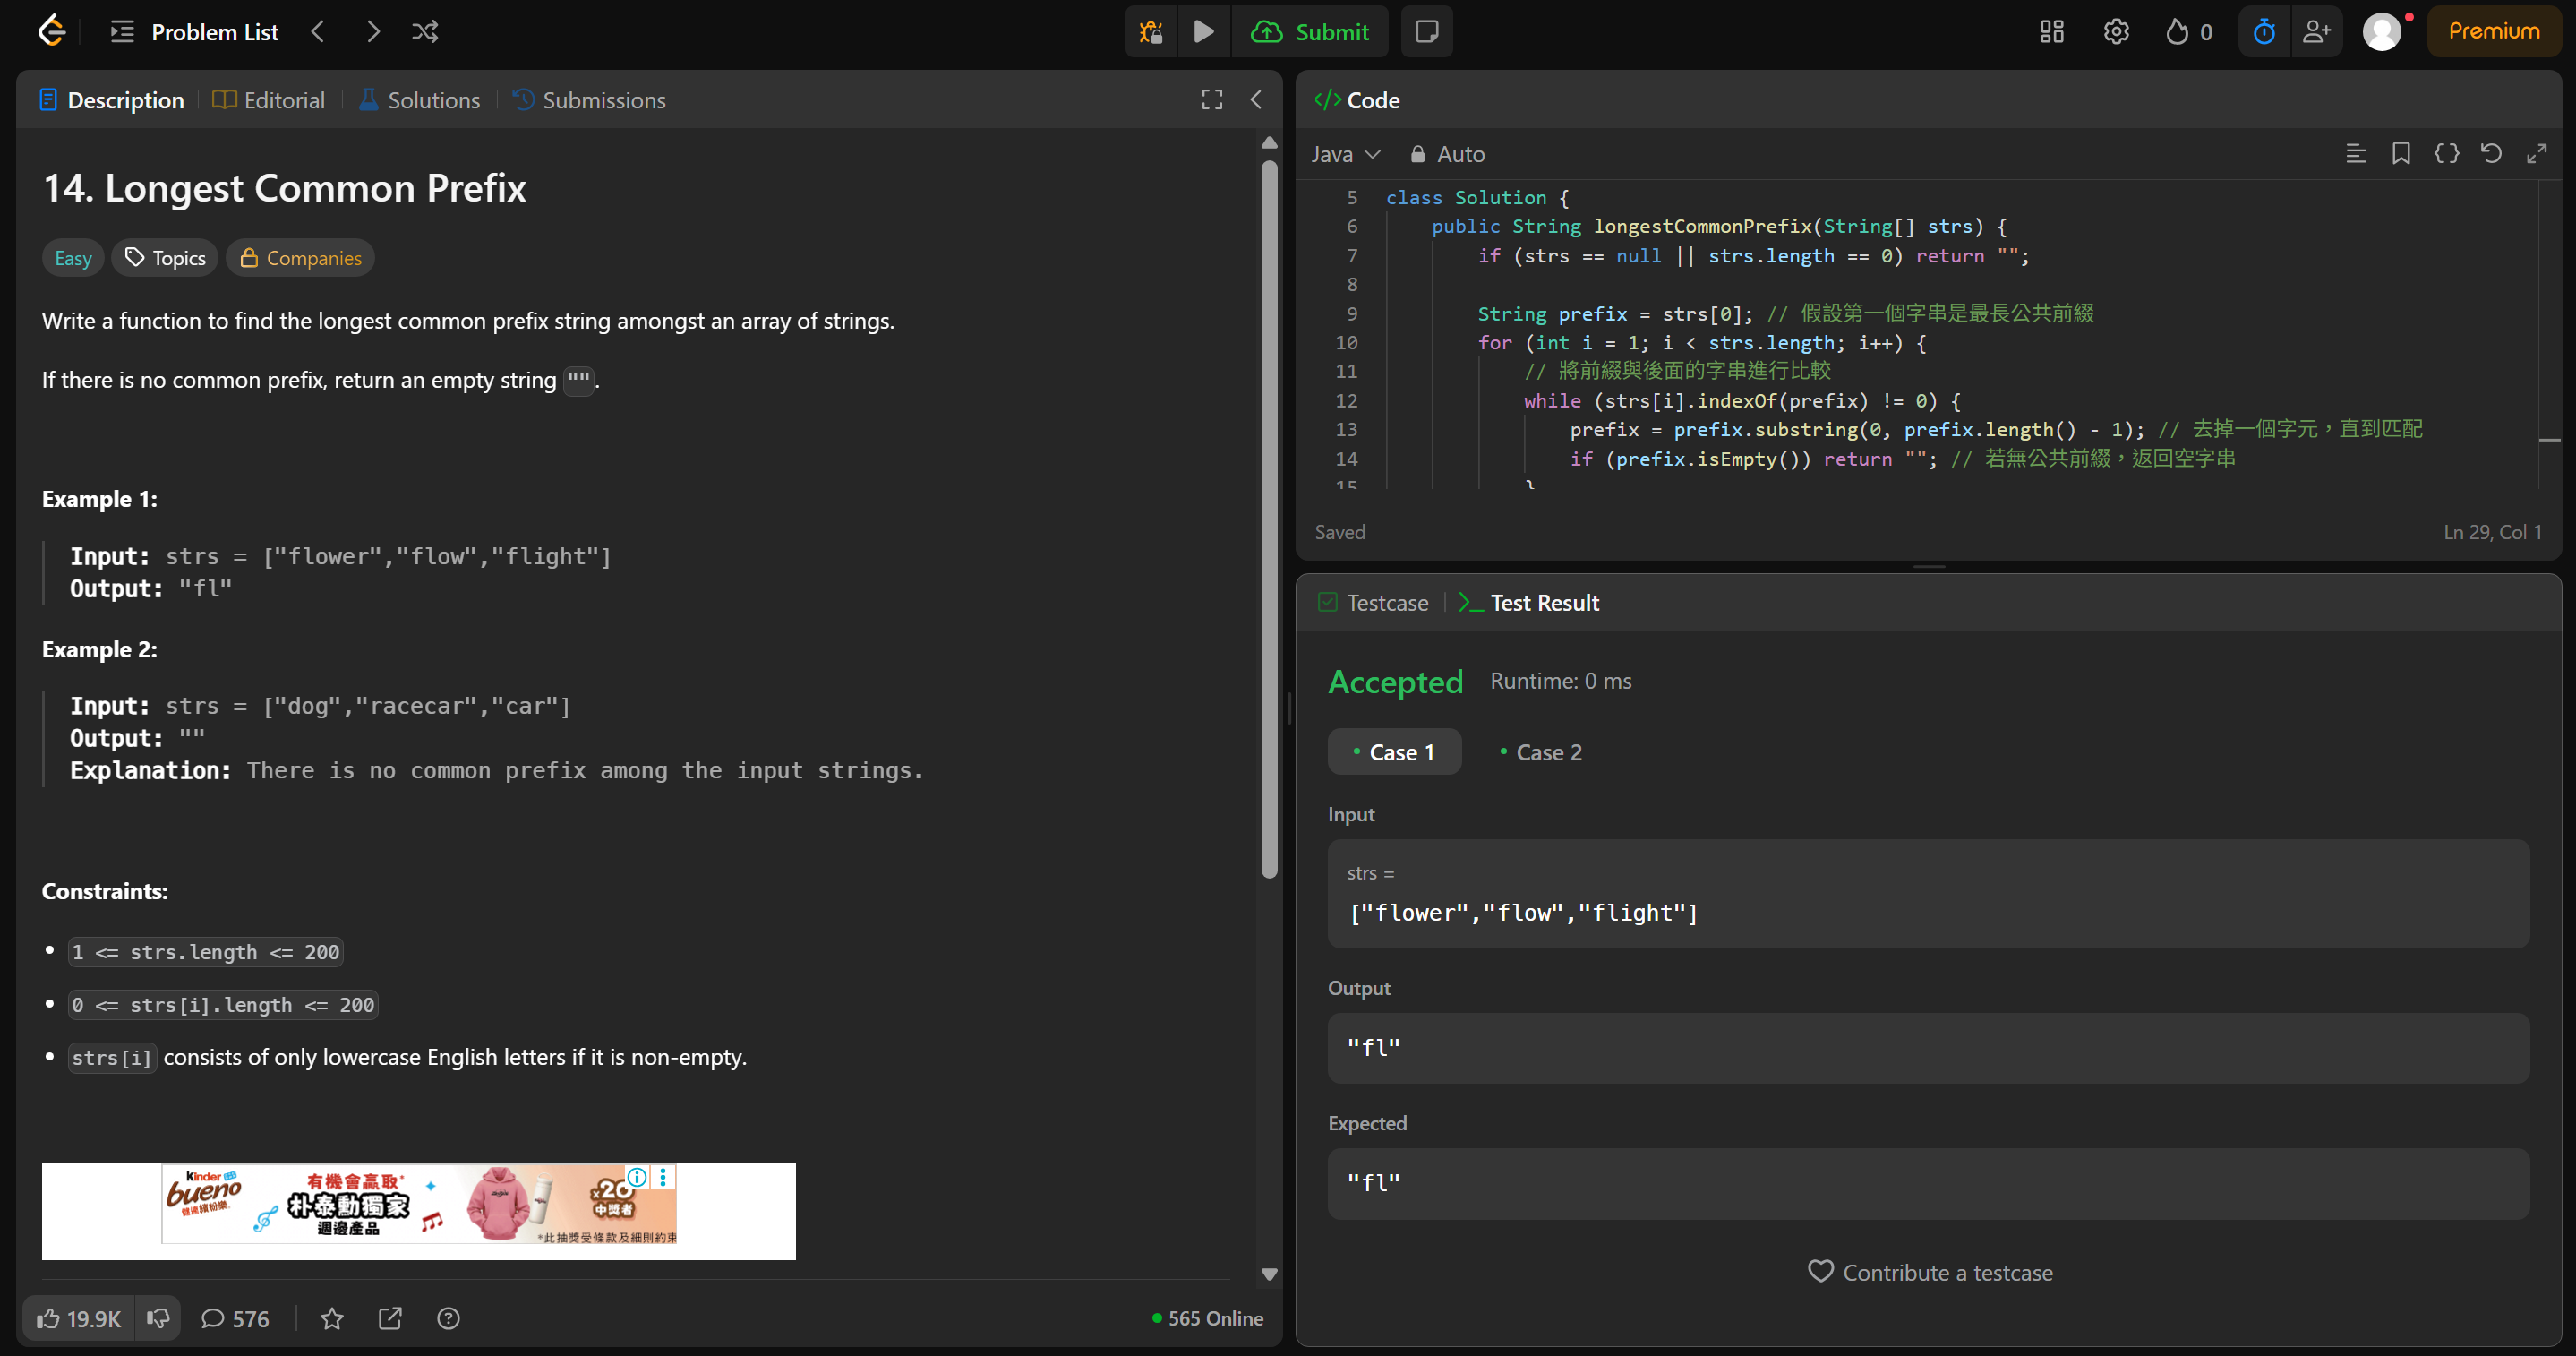 Problem List
Submit
0
Premium
Description
Editorial
Solutions
Submissions
14. Longest Common Prefix
Easy
Topics
Companies
Write a function to find the longest common prefix string amongst an array of strings.
If there is no common prefix, return an empty string "".
Example 1:
Input: strs = ["flower","flow","flight"]
Output: "fl"
Example 2:
Input: strs = ["dog","racecar","car"]
Output: ""
Explanation: There is no common prefix among the input strings.
Constraints:
• 1 <= strs.length <= 200
• 0 <= strs[i].length <= 200
• strs[i] consists of only lowercase English letters if it is non-empty.
kinder
bueno
健達繽紛樂
有機會贏取*
朴泰勳獨家
週邊產品
x20
中獎者
*此抽獎受條款及細則約束
19.9K
576
565 Online
</> Code
Java
Auto
5 class Solution {
6 public String longestCommonPrefix(String[] strs) {
7 if (strs == null || strs.length == 0) return "";
8
9 String prefix = strs[0]; // 假設第一個字串是最長公共前綴
10 for (int i = 1; i < strs.length; i++) {
11 // 將前綴與後面的字串進行比較
12 while (strs[i].indexOf(prefix) != 0) {
13 prefix = prefix.substring(0, prefix.length() - 1); // 去掉一個字元，直到匹配
14 if (prefix.isEmpty()) return ""; // 若無公共前綴，返回空字串
15 }
Saved
Ln 29, Col 1
Testcase
Test Result
Accepted
Runtime: 0 ms
Case 1
Case 2
Input
strs =
["flower","flow","flight"]
Output
"fl"
Expected
"fl"
Contribute a testcase